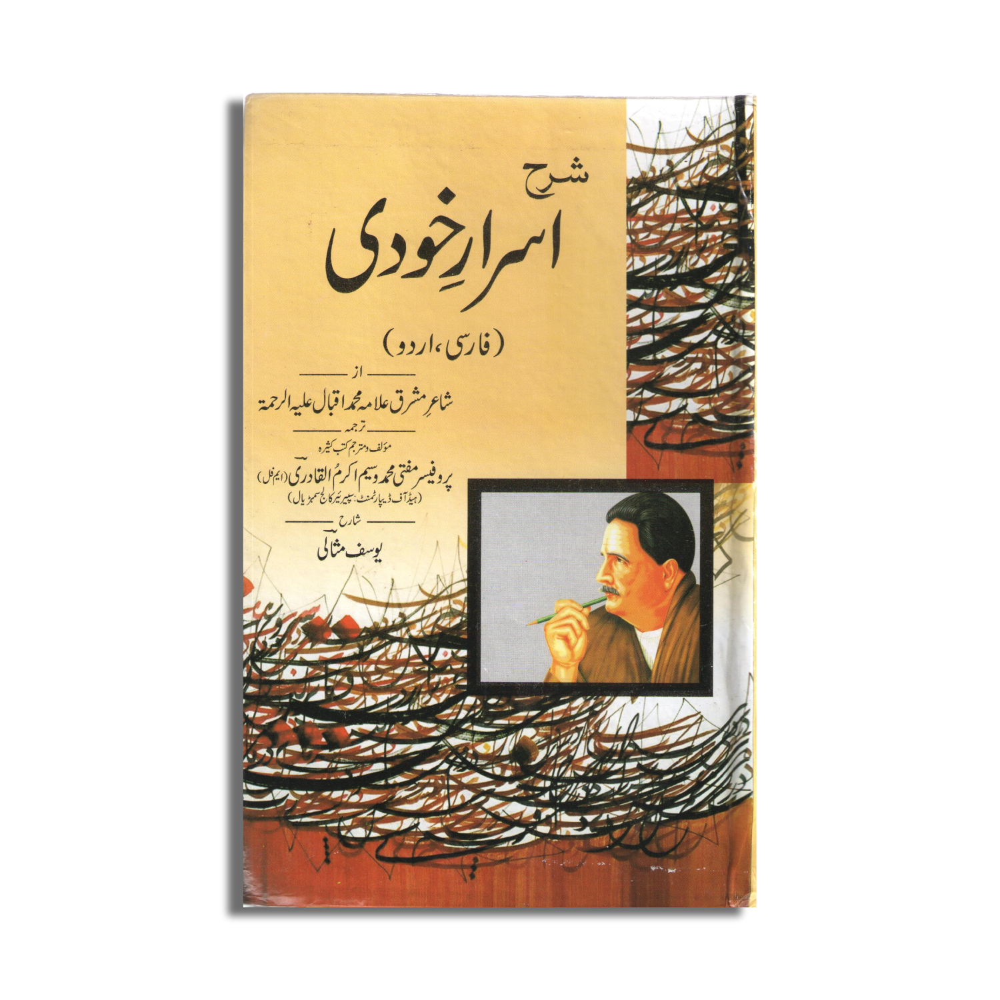 شرح
اسرارِ خودی
(فارسی، اردو)
از
شاعرِ مشرق علامہ محمد اقبال علیہ الرحمۃ
ترجمہ
مؤلف و مترجم کتب کثیرہ
پروفیسر مفتی محمد وسیم اکرمُ القادری (ایم فل)
(ہیڈ آف ڈیپارٹمنٹ: سپیرئیر کالج سمبڑیال)
شارح
یوسف مثالی